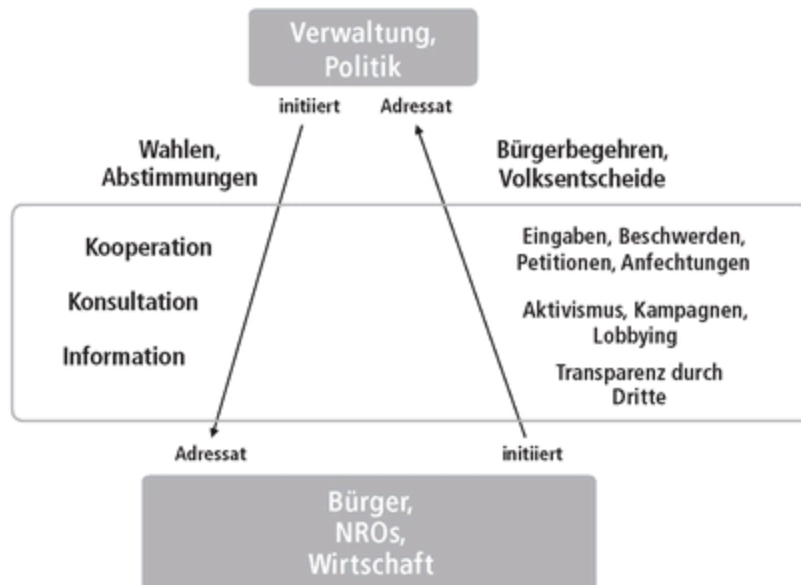 Verwaltung,
Politik
initiiert Adressat
Wahlen,
Abstimmungen
Bürgerbegehren,
Volksentscheide
Kooperation
Konsultation
Information
Eingaben, Beschwerden,
Petitionen, Anfechtungen
Aktivismus, Kampagnen,
Lobbying
Transparenz durch
Dritte
Adressat
initiiert
Bürger,
NROs,
Wirtschaft